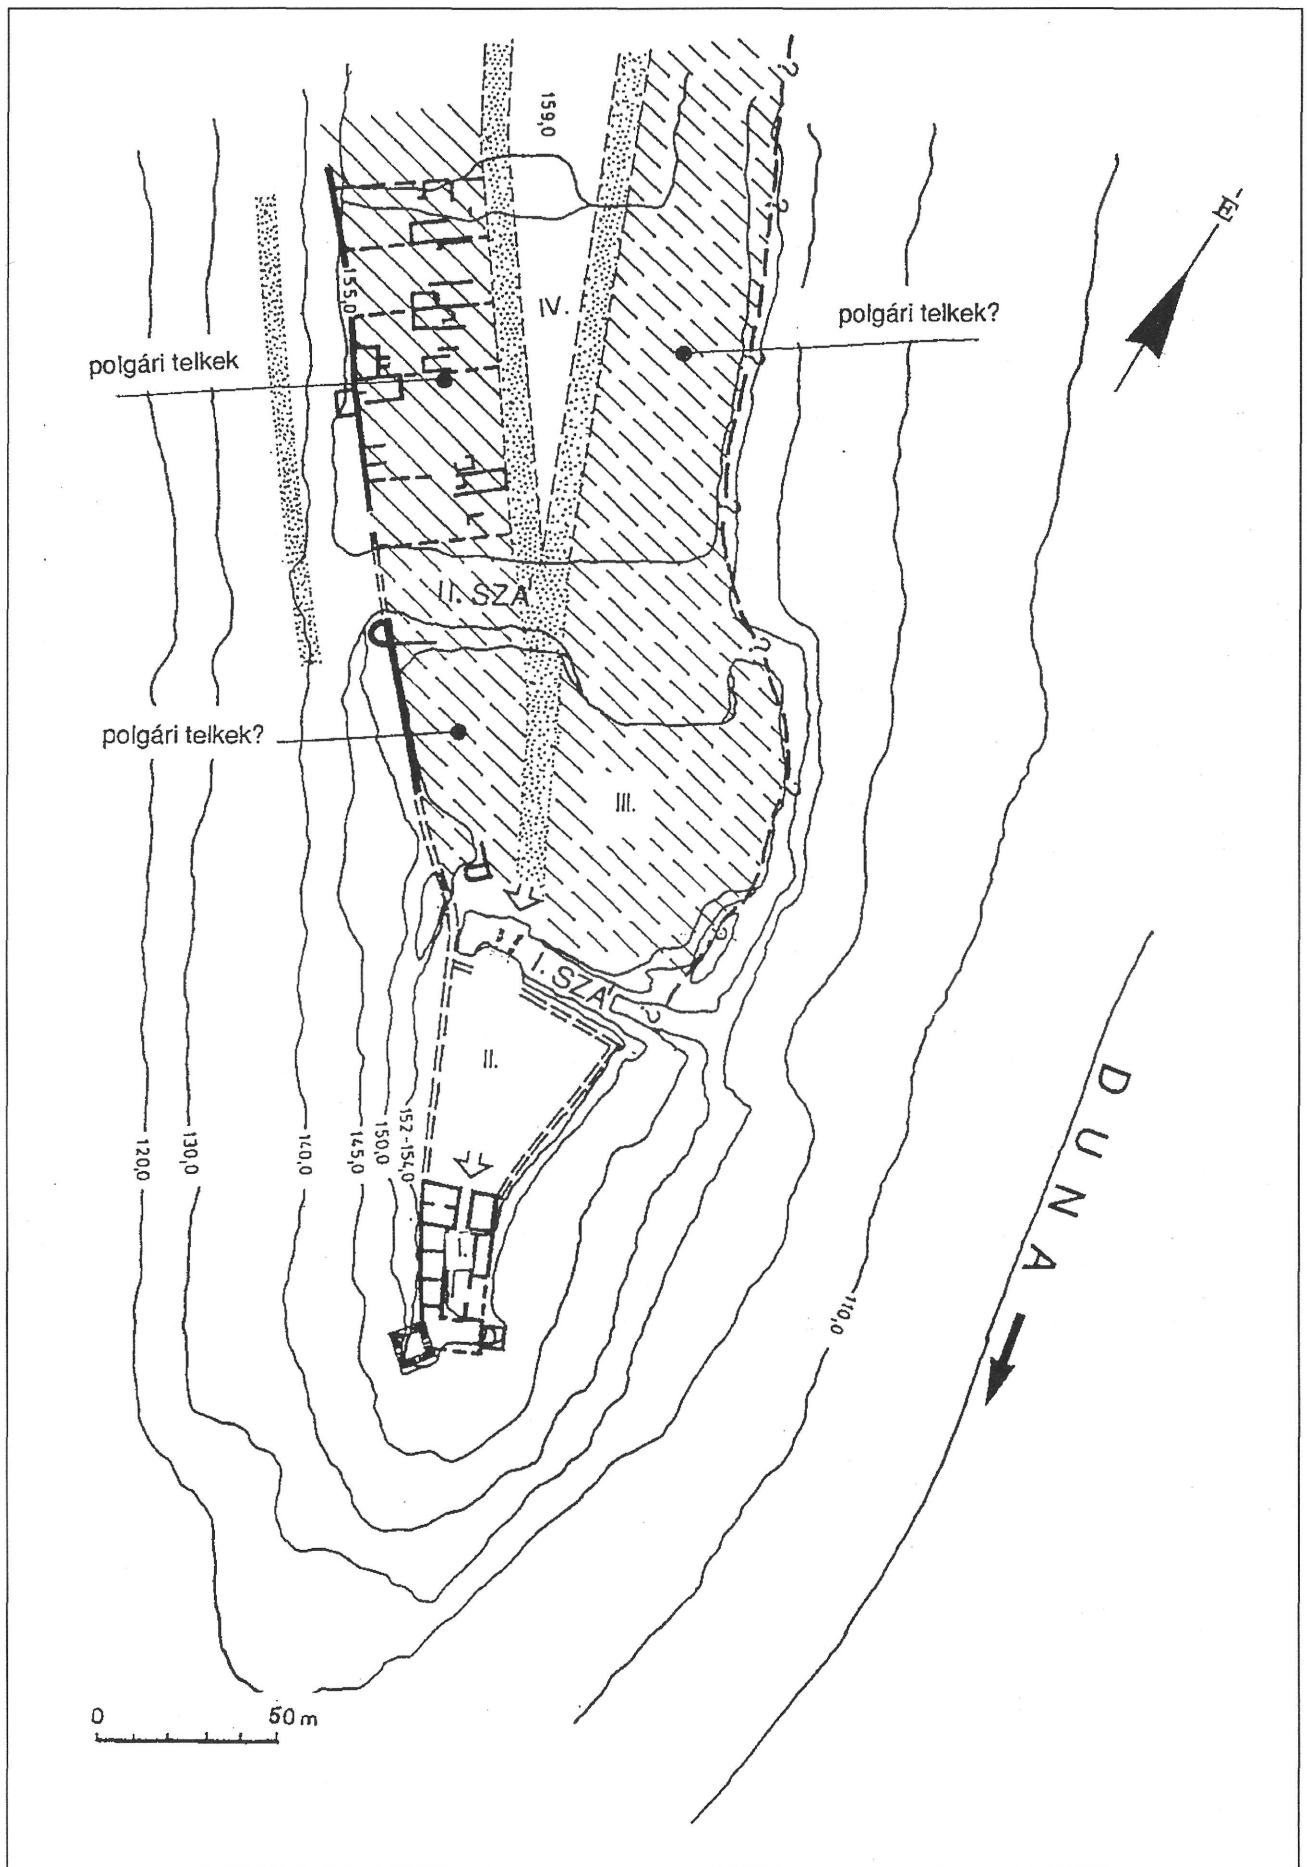 159,0
155,0
IV.
polgári telkek
polgári telkek?
II. SZA
polgári telkek?
III.
I. SZA
II.
I.
120,0
130,0
140,0
145,0
150,0
152-154,0
110,0
DUNA
É
0 50 m
?
?
?
?
?
?
?
?